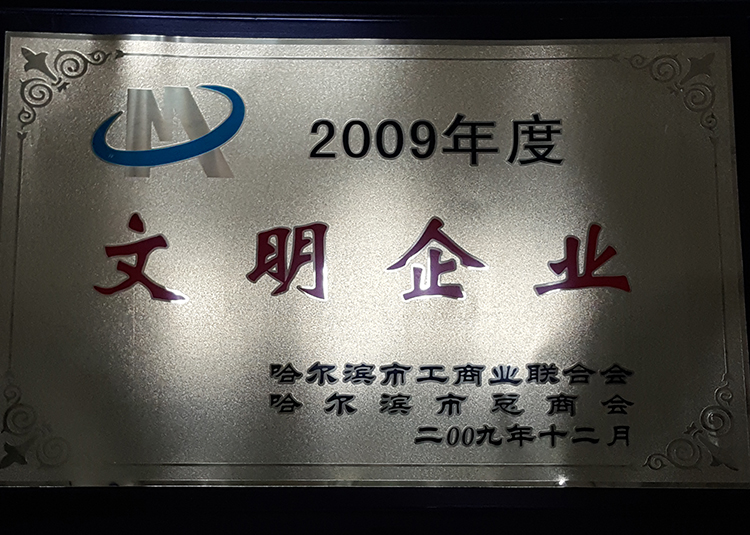 2009年度
文明企业
哈尔滨市工商业联合会
哈尔滨市总商会
二00九年十二月